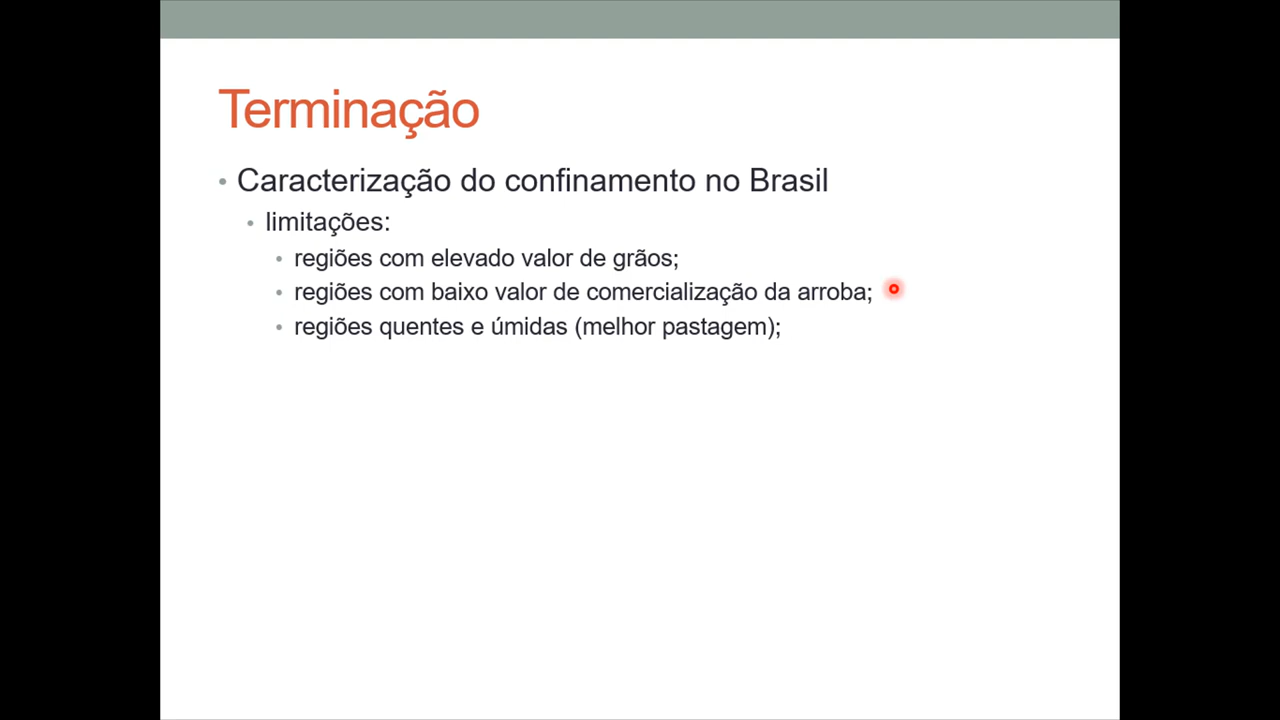 Terminação
• Caracterização do confinamento no Brasil
• limitações:
• regiões com elevado valor de grãos;
• regiões com baixo valor de comercialização da arroba;
• regiões quentes e úmidas (melhor pastagem);